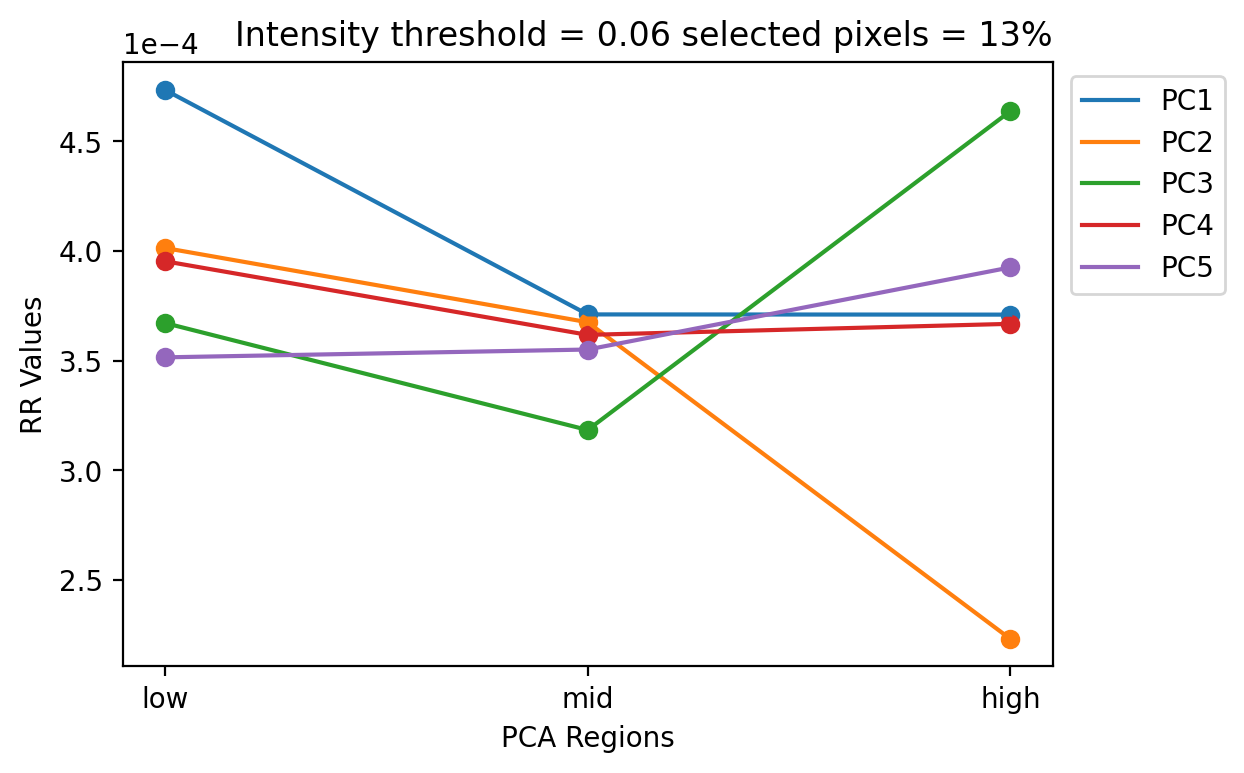 Intensity threshold = 0.06 selected pixels = 13%
1e−4
4.5
4.0
3.5
3.0
2.5
RR Values
low
mid
high
PCA Regions
PC1
PC2
PC3
PC4
PC5